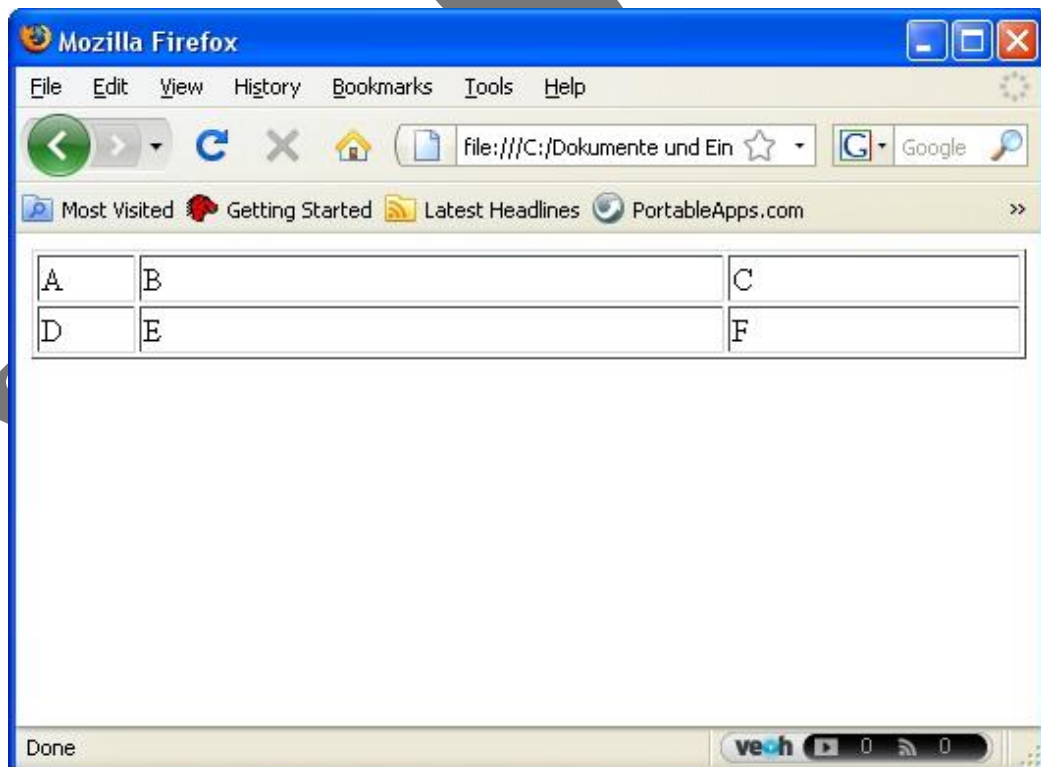 Mozilla Firefox
File Edit View History Bookmarks Tools Help
file:///C:/Dokumente und Ein G Google
Most Visited Getting Started Latest Headlines PortableApps.com »
A B C
D E F
Done veoh 0 0